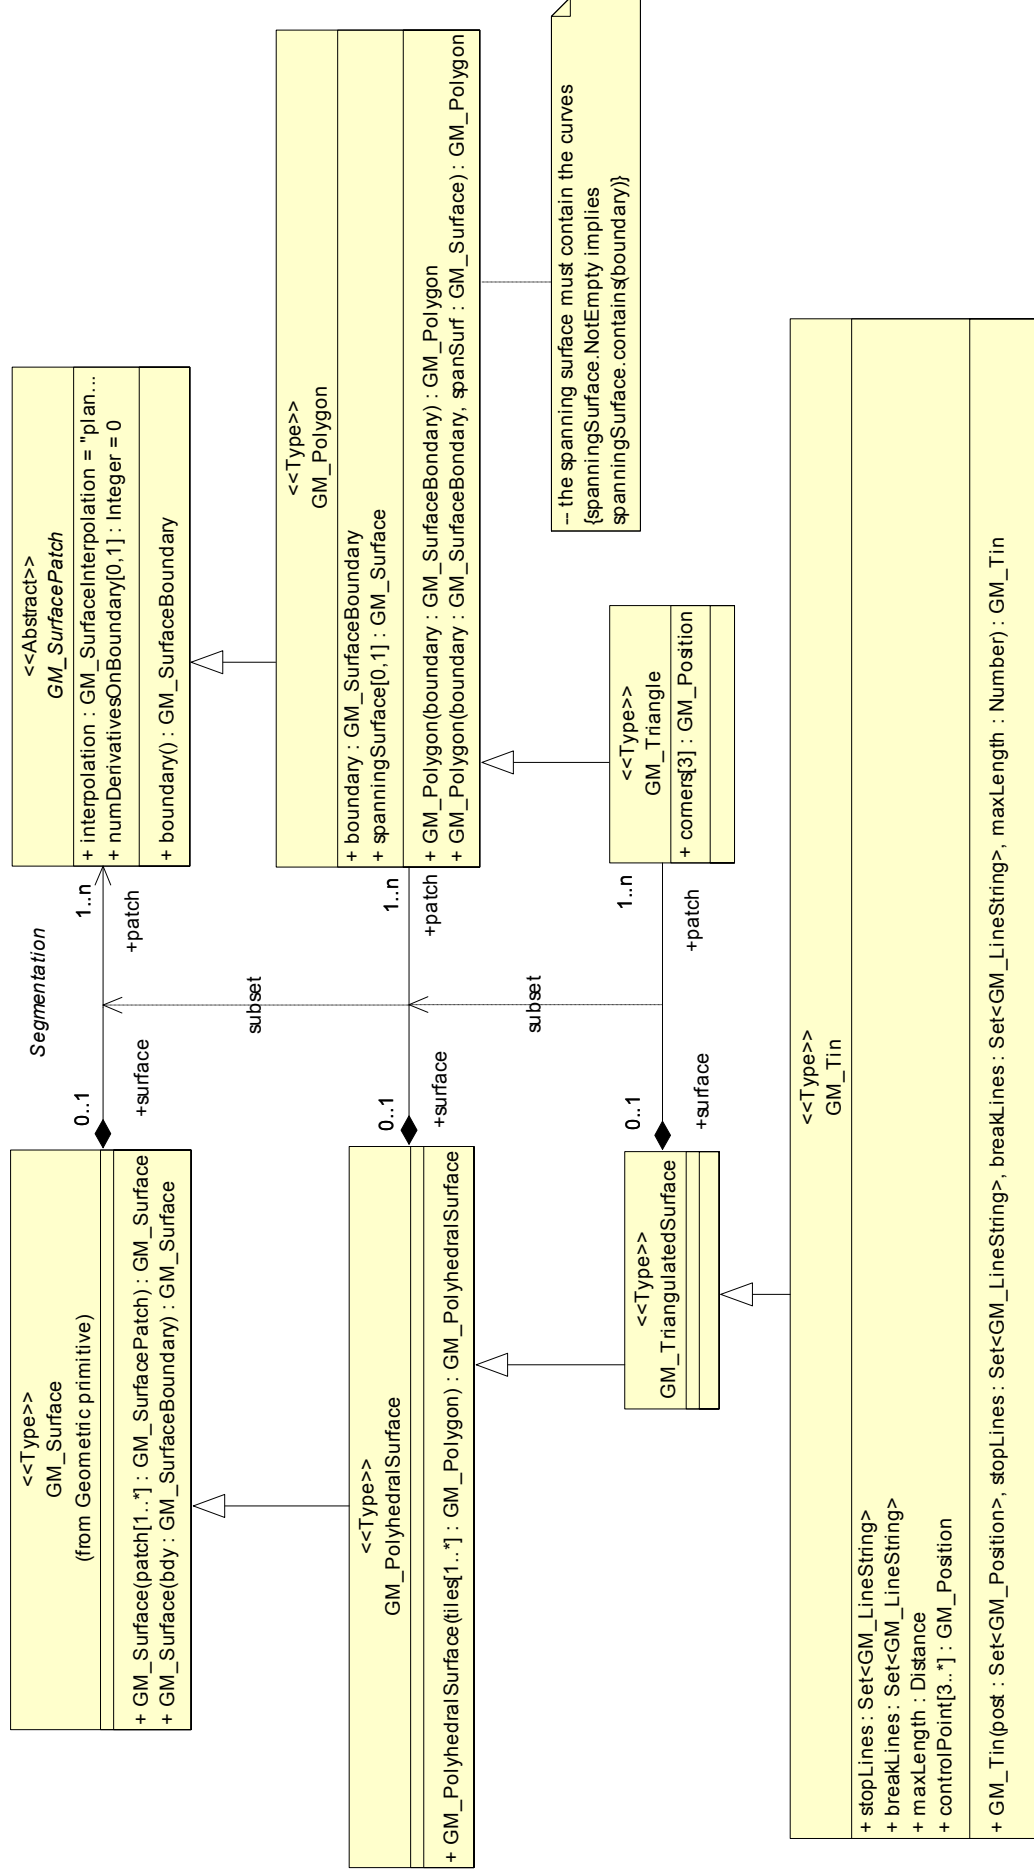 <<Type>>
GM_Surface
(from Geometric primitive)
+ GM_Surface(patch[1..*] : GM_SurfacePatch) : GM_Surface
+ GM_Surface(bdy : GM_SurfaceBoundary) : GM_Surface
Segmentation
0..1
+surface
1..n
+patch
<<Abstract>>
GM_SurfacePatch
+ interpolation : GM_SurfaceInterpolation = "plan...
+ numDerivativesOnBoundary[0,1] : Integer = 0
+ boundary() : GM_SurfaceBoundary
subset
<<Type>>
GM_PolyhedralSurface
+ GM_PolyhedralSurface(tiles[1..*] : GM_Polygon) : GM_PolyhedralSurface
0..1
+surface
1..n
+patch
<<Type>>
GM_Polygon
+ boundary : GM_SurfaceBoundary
+ spanningSurface[0,1] : GM_Surface
+ GM_Polygon(boundary : GM_SurfaceBondary) : GM_Polygon
+ GM_Polygon(boundary : GM_SurfaceBoundary, spanSurf : GM_Surface) : GM_Polygon
subset
-- the spanning surface must contain the curves
{spanningSurface.NotEmpty implies
spanningSurface.contains(boundary)}
<<Type>>
GM_TriangulatedSurface
0..1
+surface
1..n
+patch
<<Type>>
GM_Triangle
+ corners[3] : GM_Position
<<Type>>
GM_Tin
+ stopLines : Set<GM_LineString>
+ breakLines : Set<GM_LineString>
+ maxLength : Distance
+ controlPoint[3..*] : GM_Position
+ GM_Tin(post : Set<GM_Position>, stopLines : Set<GM_LineString>, breakLines : Set<GM_LineString>, maxLength : Number) : GM_Tin